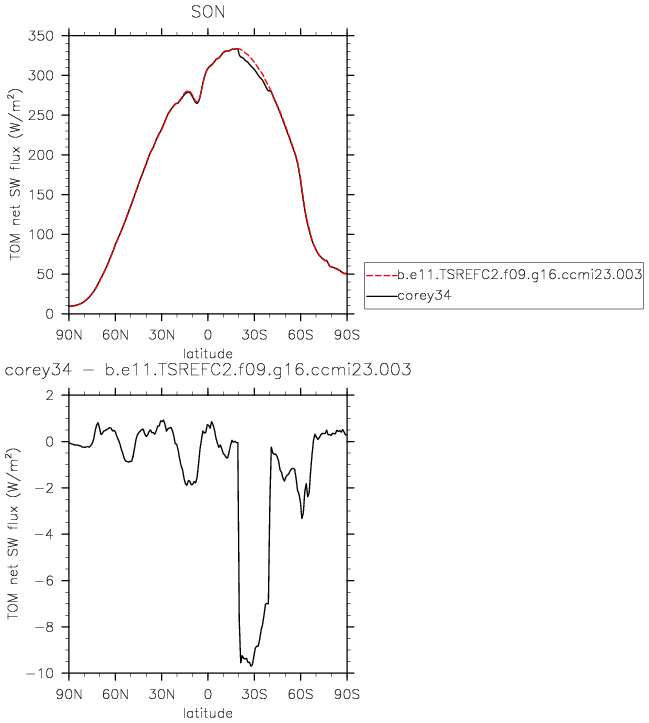 SON
350
300
250
200
150
100
50
0
TOM net SW flux (W/m²)
90N 60N 30N 0 30S 60S 90S
latitude
b.e11.TSREFC2.f09.g16.ccmi23.003
corey34
corey34 − b.e11.TSREFC2.f09.g16.ccmi23.003
2
0
−2
−4
−6
−8
−10
TOM net SW flux (W/m²)
90N 60N 30N 0 30S 60S 90S
latitude